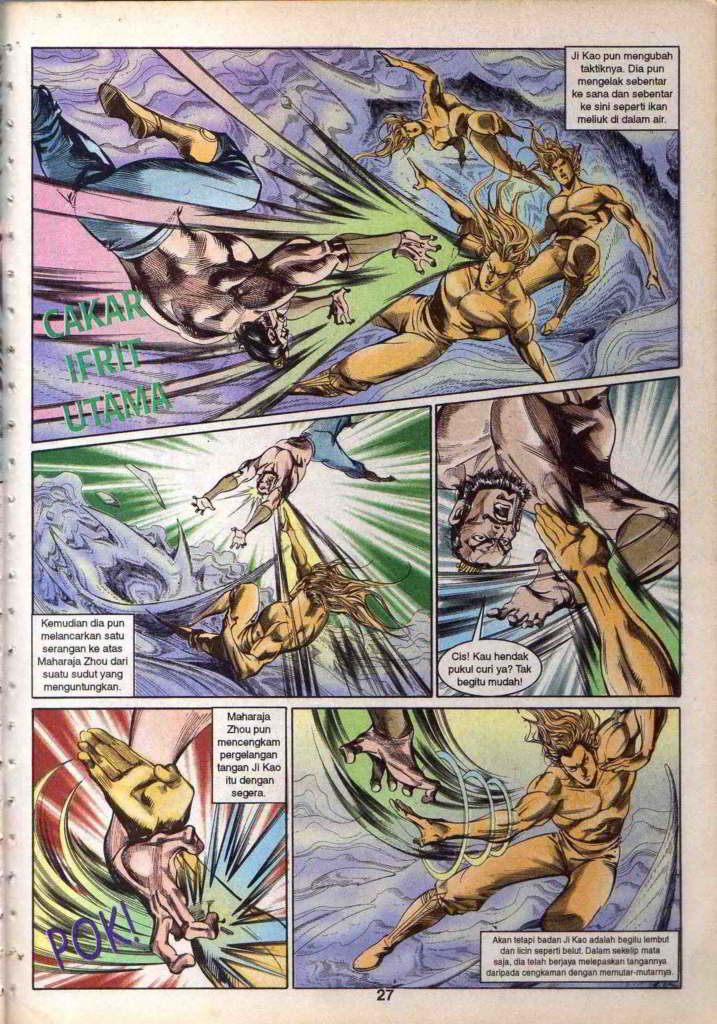 Ji Kao pun mengubah
taktiknya. Dia pun
mengelak sebentar
ke sana dan sebentar
ke sini seperti ikan
meliuk di dalam air.
CAKAR
IFRIT
UTAMA
Kemudian dia pun
melancarkan satu
serangan ke atas
Maharaja Zhou dari
suatu sudut yang
menguntungkan.
Cis! Kau hendak
pukul curi ya? Tak
begitu mudah!
Maharaja
Zhou pun
mencengkam
pergelangan
tangan Ji Kao
itu dengan
segera.
POK!
Akan tetapi badan Ji Kao adalah begitu lembut
dan licin seperti belut. Dalam sekelip mata
saja, dia telah berjaya melepaskan tangannya
daripada cengkaman dengan memutar-mutarnya.
27